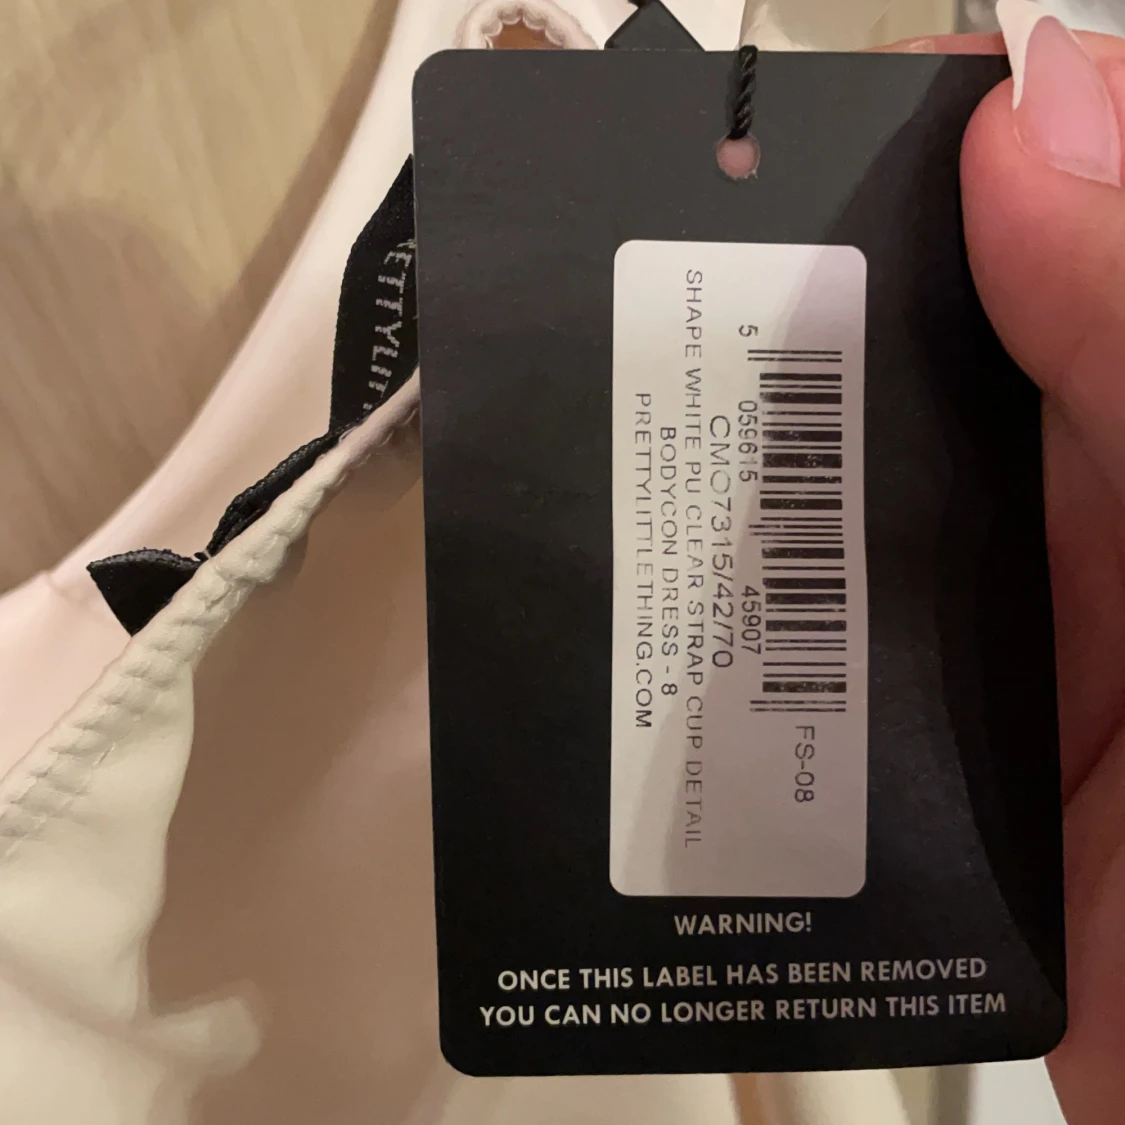 PRETTYLITT
FS-08
5 059615 45907
CMO7315/42/70
SHAPE WHITE PU CLEAR STRAP CUP DETAIL
BODYCON DRESS - 8
PRETTYLITTLETHING.COM
WARNING!
ONCE THIS LABEL HAS BEEN REMOVED
YOU CAN NO LONGER RETURN THIS ITEM